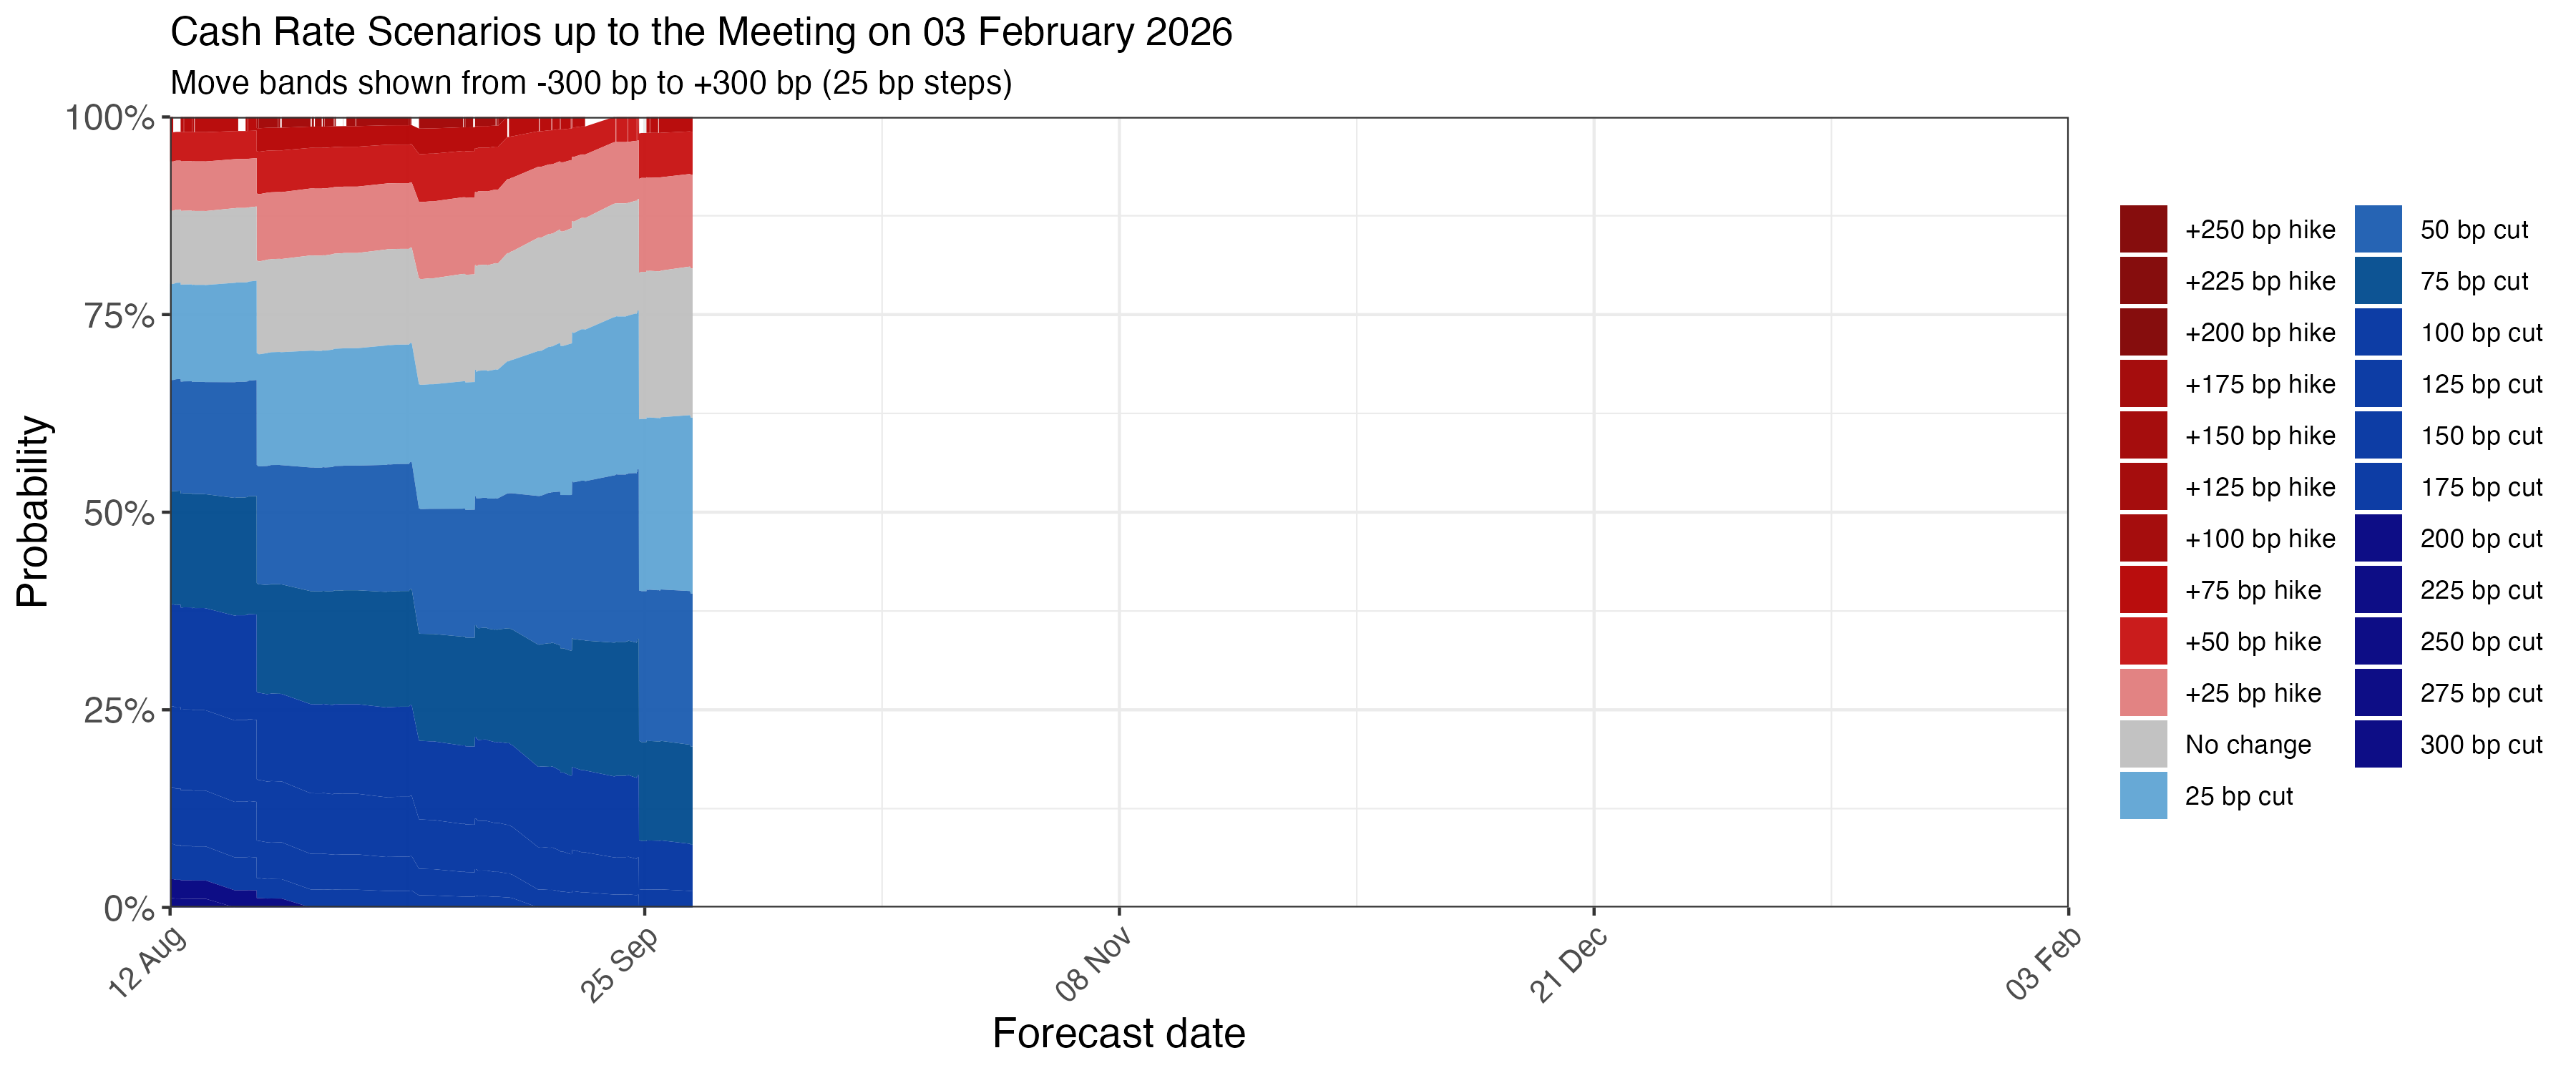 Cash Rate Scenarios up to the Meeting on 03 February 2026
Move bands shown from -300 bp to +300 bp (25 bp steps)
Probability
100%
75%
50%
25%
0%
12 Aug
25 Sep
08 Nov
21 Dec
03 Feb
Forecast date
+250 bp hike
+225 bp hike
+200 bp hike
+175 bp hike
+150 bp hike
+125 bp hike
+100 bp hike
+75 bp hike
+50 bp hike
+25 bp hike
No change
25 bp cut
50 bp cut
75 bp cut
100 bp cut
125 bp cut
150 bp cut
175 bp cut
200 bp cut
225 bp cut
250 bp cut
275 bp cut
300 bp cut